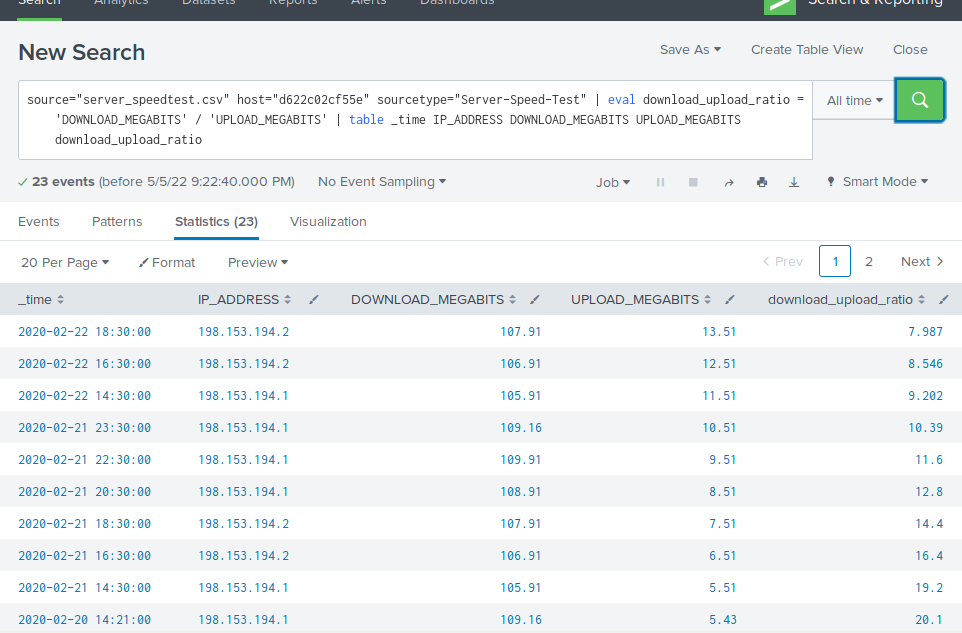 Search Analytics Datasets Reports Alerts Dashboards Search & Reporting
New Search
Save As Create Table View Close
source="server_speedtest.csv" host="d622c02cf55e" sourcetype="Server-Speed-Test" | eval download_upload_ratio =
'DOWNLOAD_MEGABITS' / 'UPLOAD_MEGABITS' | table _time IP_ADDRESS DOWNLOAD_MEGABITS UPLOAD_MEGABITS
download_upload_ratio
All time
23 events (before 5/5/22 9:22:40.000 PM) No Event Sampling Job Smart Mode
Events Patterns Statistics (23) Visualization
20 Per Page Format Preview Prev 1 2 Next
_time IP_ADDRESS DOWNLOAD_MEGABITS UPLOAD_MEGABITS download_upload_ratio
2020-02-22 18:30:00 198.153.194.2 107.91 13.51 7.987
2020-02-22 16:30:00 198.153.194.2 106.91 12.51 8.546
2020-02-22 14:30:00 198.153.194.1 105.91 11.51 9.202
2020-02-21 23:30:00 198.153.194.1 109.16 10.51 10.39
2020-02-21 22:30:00 198.153.194.1 109.91 9.51 11.6
2020-02-21 20:30:00 198.153.194.1 108.91 8.51 12.8
2020-02-21 18:30:00 198.153.194.2 107.91 7.51 14.4
2020-02-21 16:30:00 198.153.194.2 106.91 6.51 16.4
2020-02-21 14:30:00 198.153.194.1 105.91 5.51 19.2
2020-02-20 14:21:00 198.153.194.1 109.16 5.43 20.1